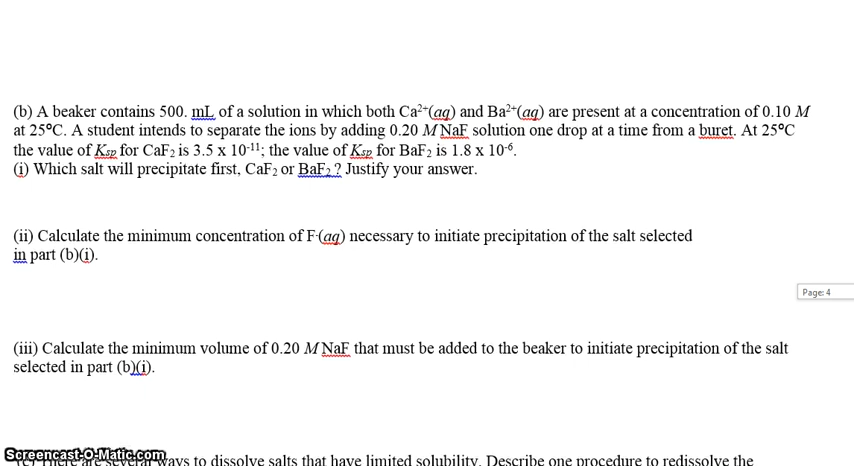 (b) A beaker contains 500. mL of a solution in which both Ca²⁺(aq) and Ba²⁺(aq) are present at a concentration of 0.10 M
at 25ºC. A student intends to separate the ions by adding 0.20 M NaF solution one drop at a time from a buret. At 25ºC
the value of Ksp for CaF₂ is 3.5 x 10⁻¹¹; the value of Ksp for BaF₂ is 1.8 x 10⁻⁶.
(i) Which salt will precipitate first, CaF₂ or BaF₂ ? Justify your answer.
(ii) Calculate the minimum concentration of F⁻(aq) necessary to initiate precipitation of the salt selected
in part (b)(i).
Page: 4
(iii) Calculate the minimum volume of 0.20 M NaF that must be added to the beaker to initiate precipitation of the salt
selected in part (b)(i).
Screencast-O-Matic.com
(c) There are several ways to dissolve salts that have limited solubility. Describe one procedure to redissolve the